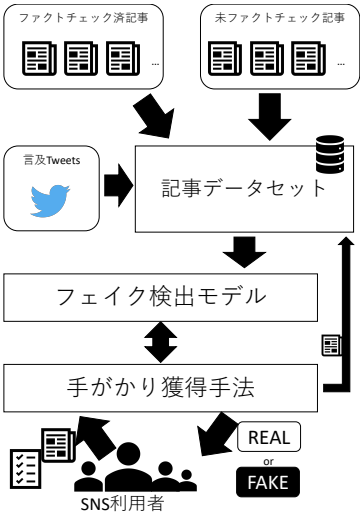 ファクトチェック済記事
未ファクトチェック記事
...
...
言及Tweets
記事データセット
フェイク検出モデル
手がかり獲得手法
REAL
or
FAKE
SNS利用者